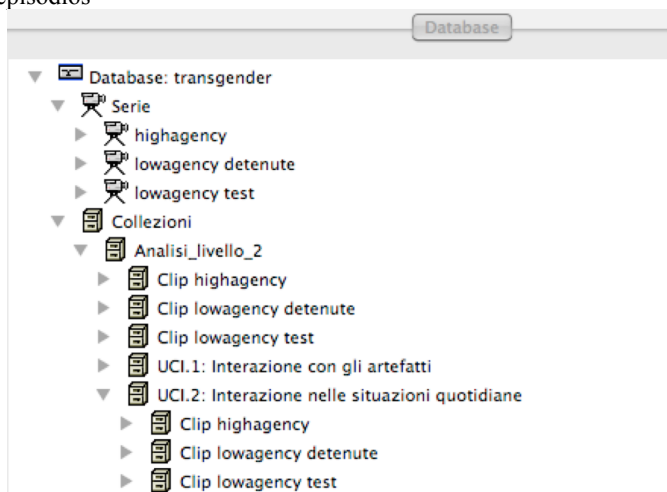 episódios
Database
Database: transgender
Serie
highagency
lowagency detenute
lowagency test
Collezioni
Analisi_livello_2
Clip highagency
Clip lowagency detenute
Clip lowagency test
UCI.1: Interazione con gli artefatti
UCI.2: Interazione nelle situazioni quotidiane
Clip highagency
Clip lowagency detenute
Clip lowagency test